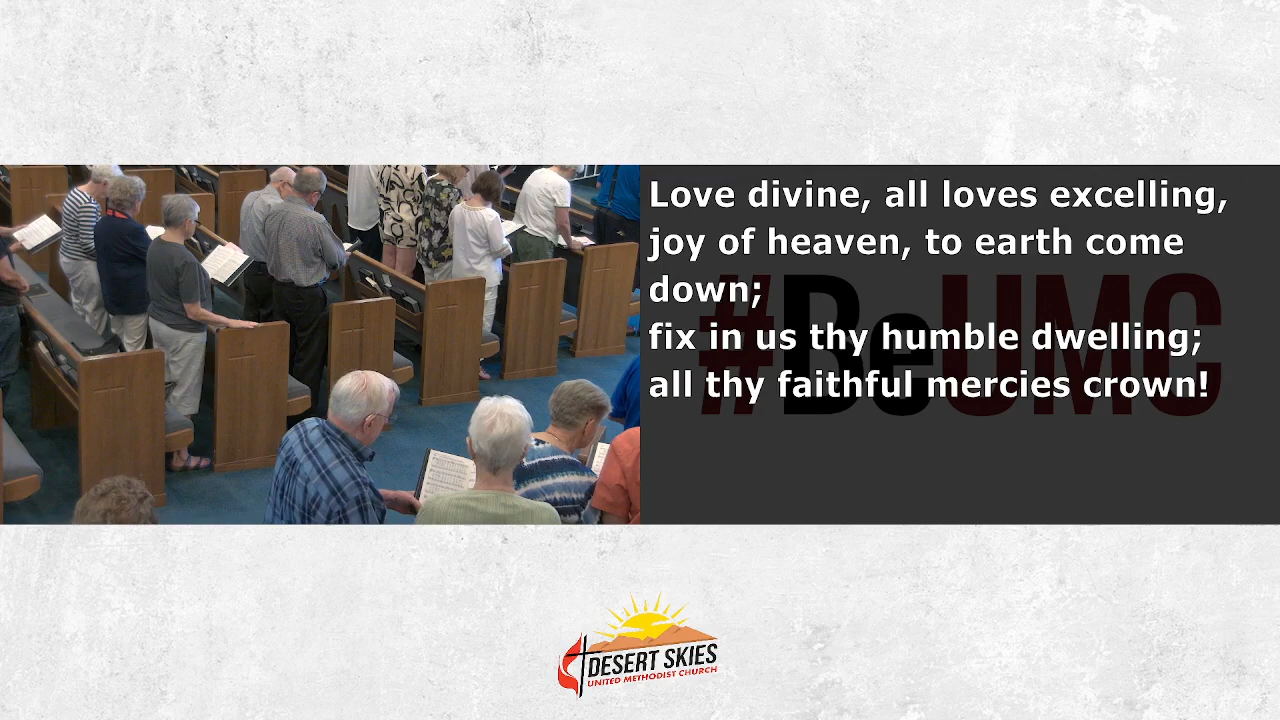 Love divine, all loves excelling,
joy of heaven, to earth come
down;
fix in us thy humble dwelling;
all thy faithful mercies crown!
#BeUMC
DESERT SKIES
UNITED METHODIST CHURCH